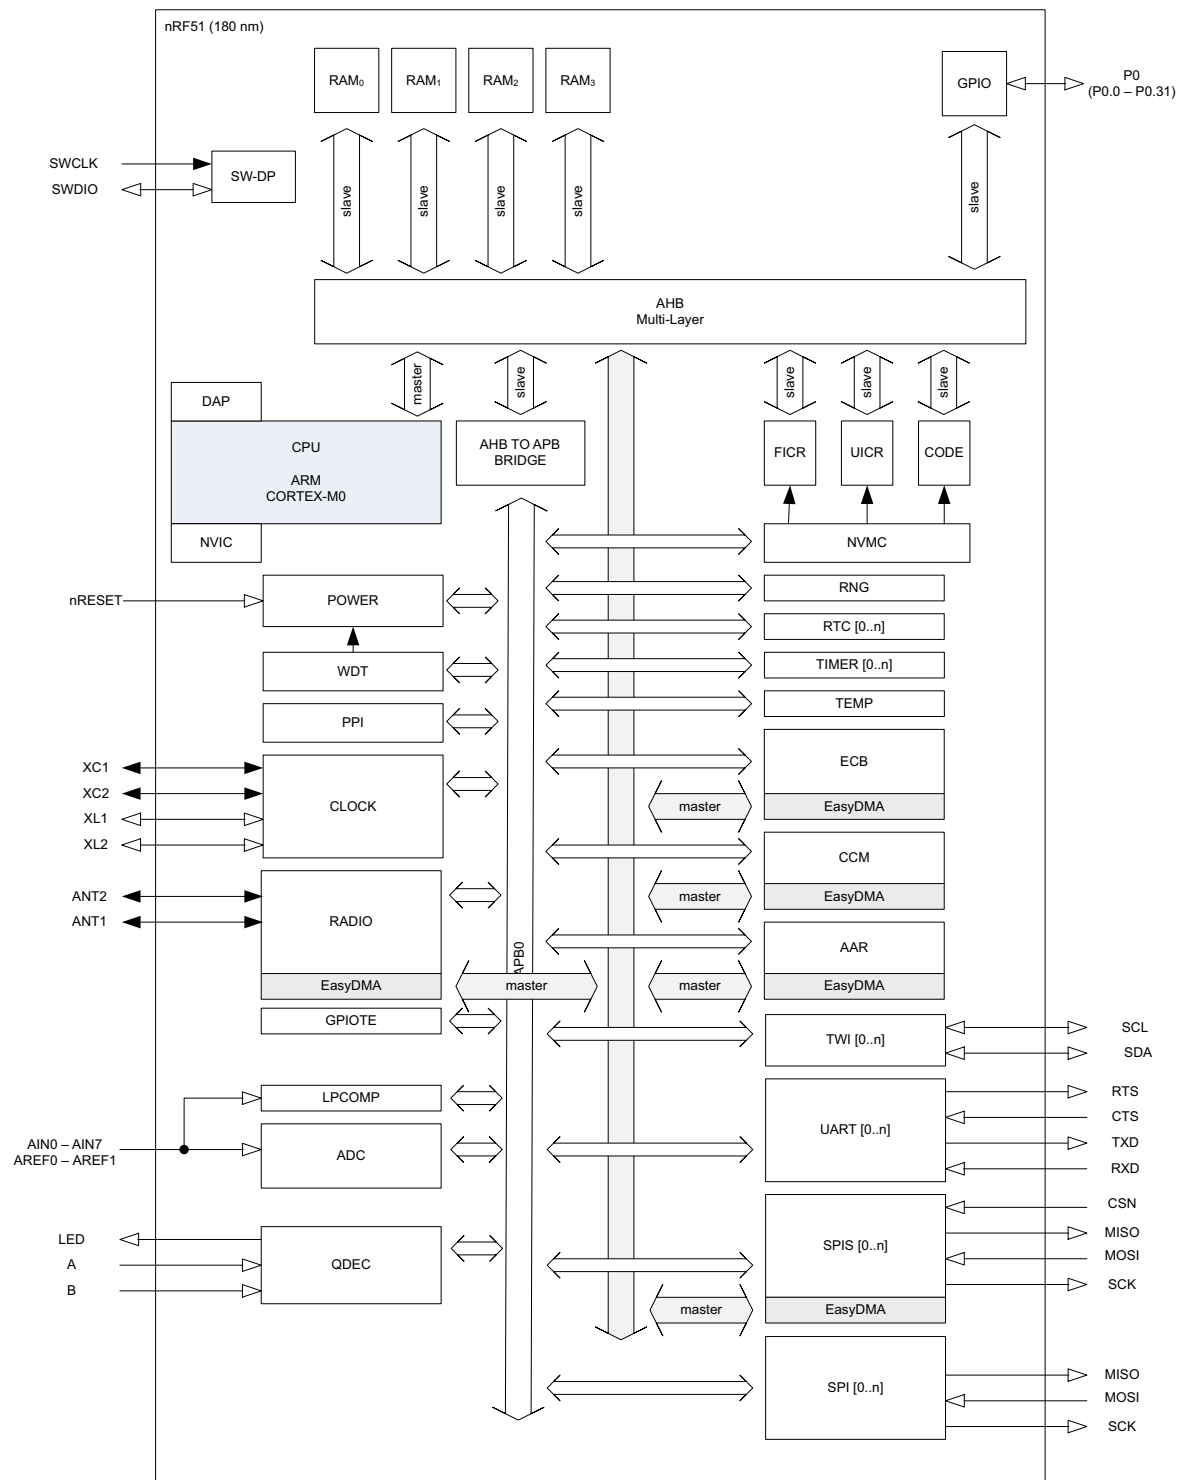 nRF51 (180 nm)
RAM0
RAM1
RAM2
RAM3
GPIO
P0
(P0.0 – P0.31)
SWCLK
SWDIO
SW-DP
slave
slave
slave
slave
slave
AHB
Multi-Layer
master
slave
slave
slave
slave
DAP
CPU
ARM
CORTEX-M0
NVIC
AHB TO APB
BRIDGE
FICR
UICR
CODE
NVMC
nRESET
POWER
RNG
RTC [0..n]
WDT
TIMER [0..n]
PPI
TEMP
XC1
XC2
XL1
XL2
CLOCK
ECB
master
EasyDMA
CCM
master
EasyDMA
ANT2
ANT1
RADIO
EasyDMA
APB0
master
AAR
master
EasyDMA
GPIOTE
TWI [0..n]
SCL
SDA
LPCOMP
AIN0 – AIN7
AREF0 – AREF1
ADC
UART [0..n]
RTS
CTS
TXD
RXD
LED
A
B
QDEC
SPIS [0..n]
master
EasyDMA
CSN
MISO
MOSI
SCK
SPI [0..n]
MISO
MOSI
SCK